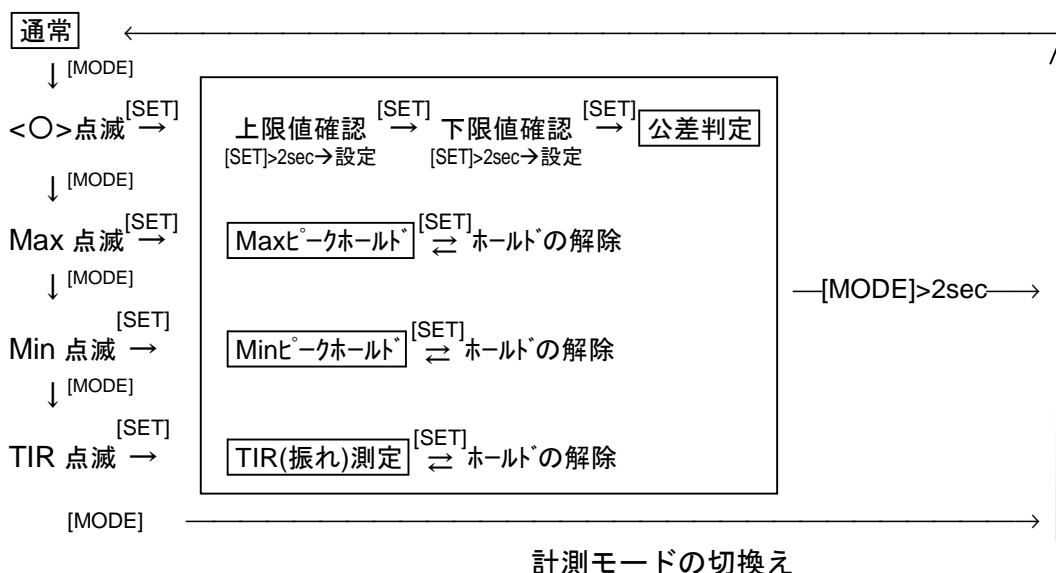 通常 ←
↓ [MODE]
<〇>点滅 [SET]→ 上限値確認 [SET]→ 下限値確認 [SET]→ 公差判定
[SET]>2sec→設定 [SET]>2sec→設定
↓ [MODE]
Max 点滅 [SET]→ Maxﾋﾟｰｸﾎｰﾙﾄﾞ [SET]⇄ ﾎｰﾙﾄﾞの解除
↓ [MODE]
—[MODE]>2sec→
Min 点滅 [SET]→ Minﾋﾟｰｸﾎｰﾙﾄﾞ [SET]⇄ ﾎｰﾙﾄﾞの解除
↓ [MODE]
TIR 点滅 [SET]→ TIR(振れ)測定 [SET]⇄ ﾎｰﾙﾄﾞの解除
[MODE] →
計測モードの切換え